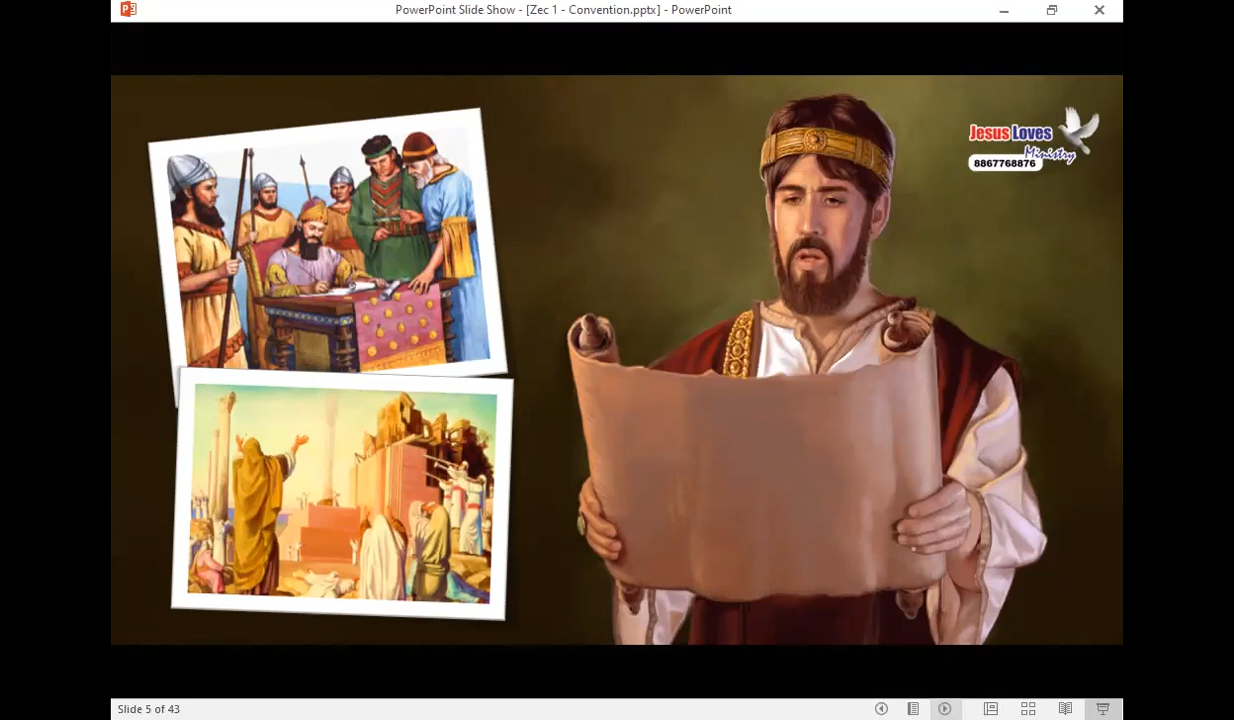 PowerPoint Slide Show - [Zec 1 - Convention.pptx] - PowerPoint
Jesus Loves
Ministry
8867768876
Slide 5 of 43